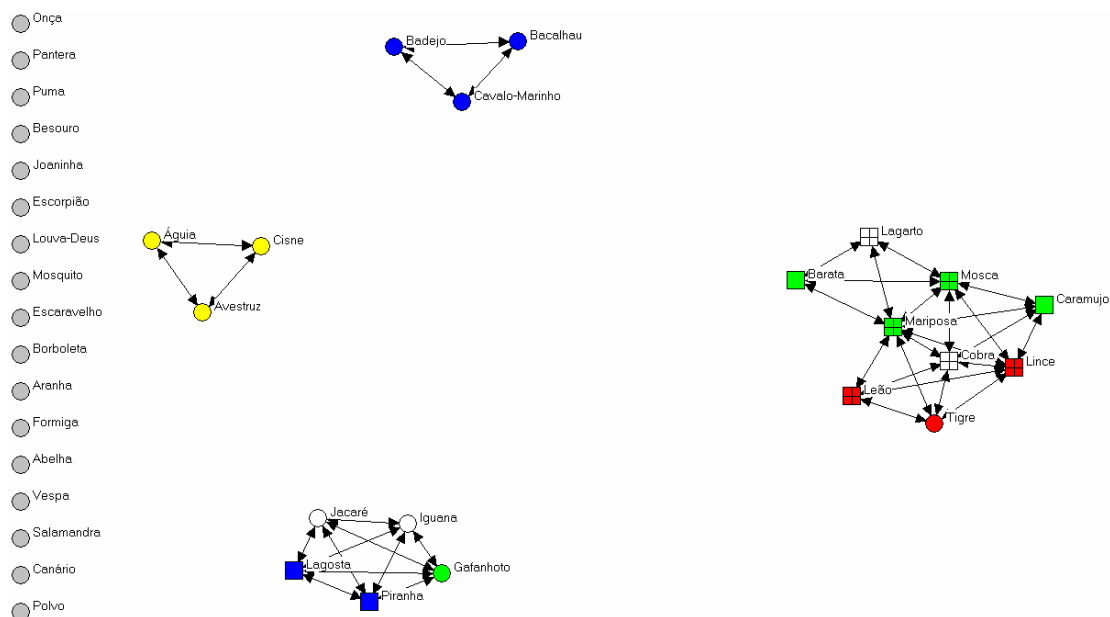 Onça
Pantera
Puma
Besouro
Joaninha
Escorpião
Louva-Deus
Mosquito
Escaravelho
Borboleta
Aranha
Formiga
Abelha
Vespa
Salamandra
Canário
Polvo
Badejo
Bacalhau
Cavalo-Marinho
Águia
Cisne
Avestruz
Lagarto
Barata
Mosca
Caramujo
Mariposa
Cobra
Lince
Leão
Tigre
Jacaré
Iguana
Lagosta
Gafanhoto
Piranha